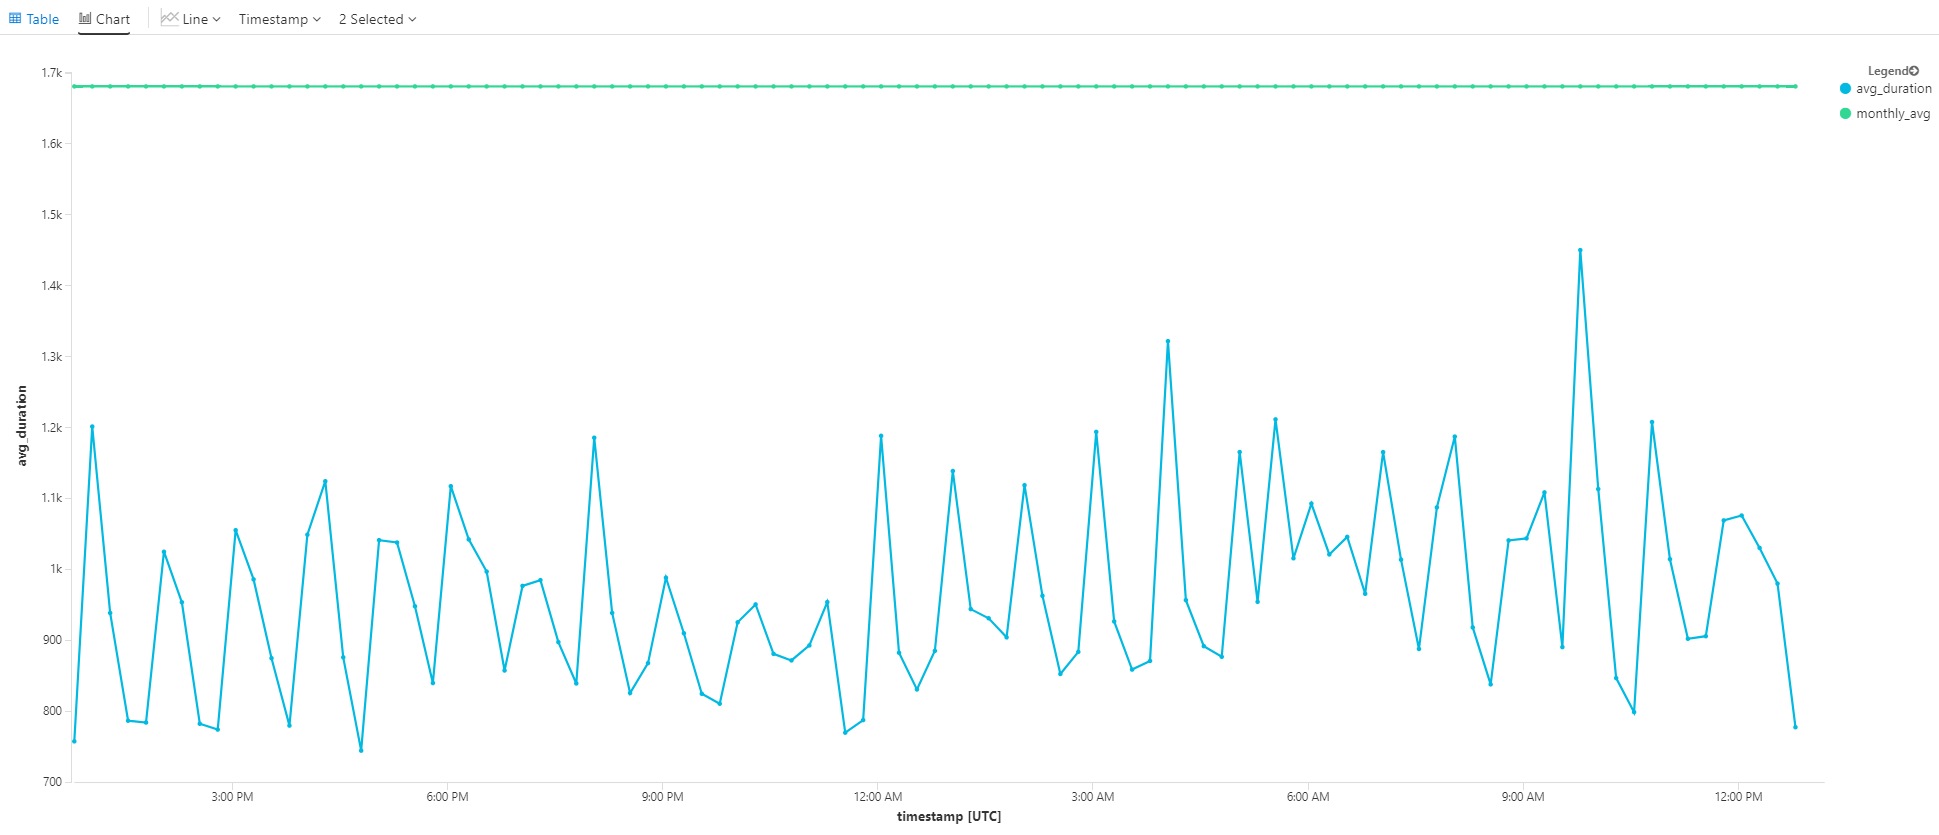 Table Chart Line Timestamp 2 Selected
Legend
avg_duration
monthly_avg
avg_duration
1.7k
1.6k
1.5k
1.4k
1.3k
1.2k
1.1k
1k
900
800
700
3:00 PM 6:00 PM 9:00 PM 12:00 AM 3:00 AM 6:00 AM 9:00 AM 12:00 PM
timestamp [UTC]